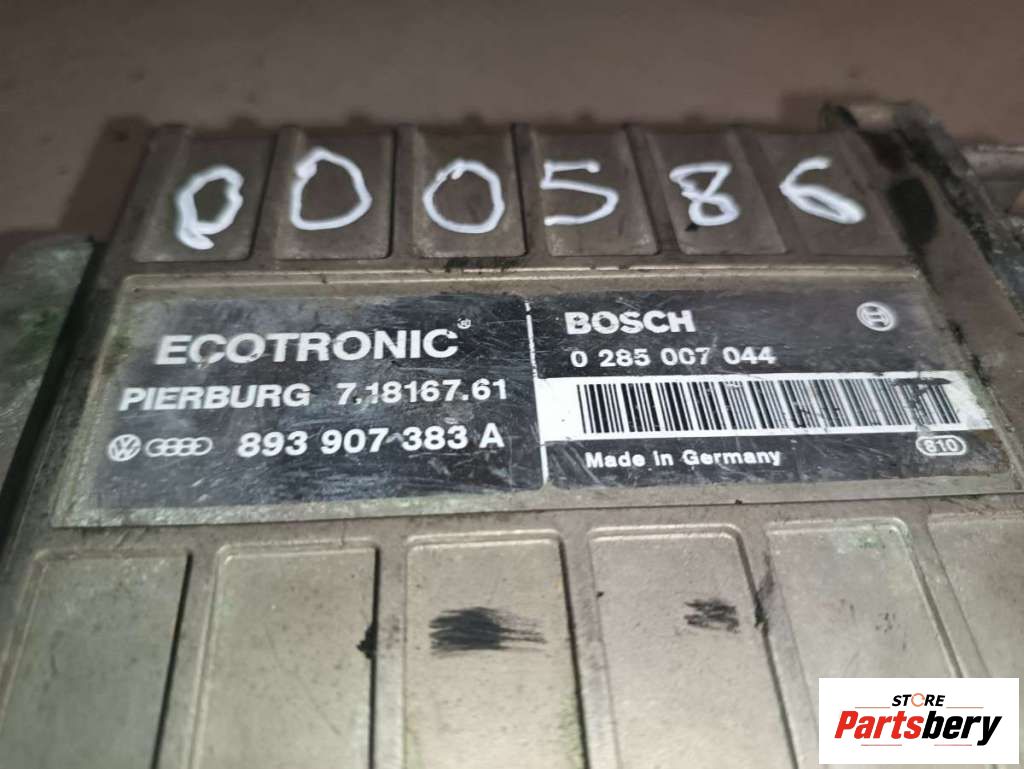 000586
ECOTRONIC®
PIERBURG 7.18167.61
893 907 383 A
BOSCH
0 285 007 044
Made in Germany
810
STORE
Partsbery